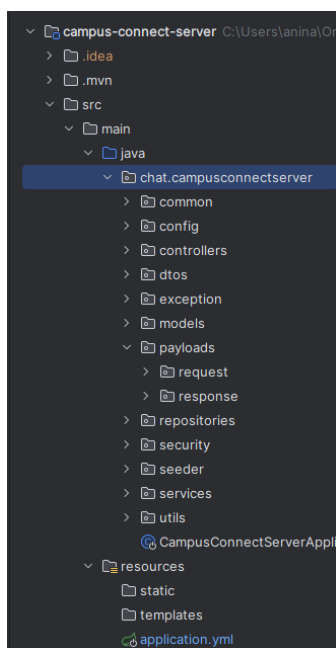 campus-connect-server C:\Users\anina\On
.idea
.mvn
src
main
java
chat.campusconnectserver
common
config
controllers
dtos
exception
models
payloads
request
response
repositories
security
seeder
services
utils
CampusConnectServerAppli
resources
static
templates
application.yml